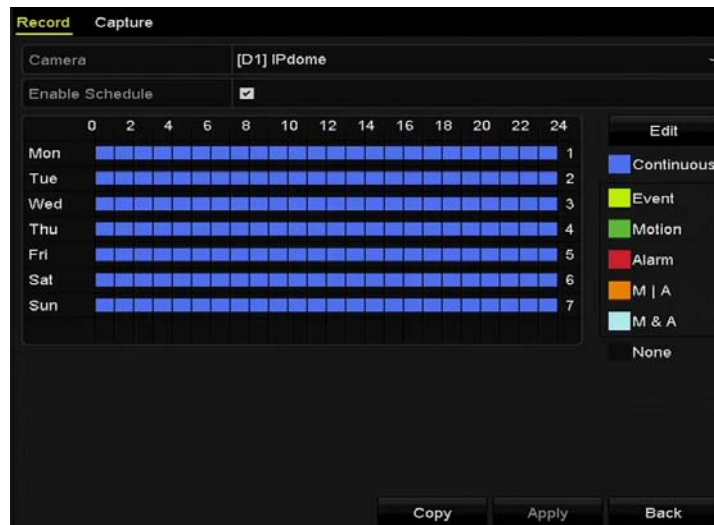 Record Capture
Camera [D1] IPdome
Enable Schedule
0 2 4 6 8 10 12 14 16 18 20 22 24
Edit
Mon 1
Continuous
Tue 2
Wed 3
Event
Thu 4
Motion
Fri 5
Alarm
Sat 6
M | A
Sun 7
M & A
None
Copy Apply Back